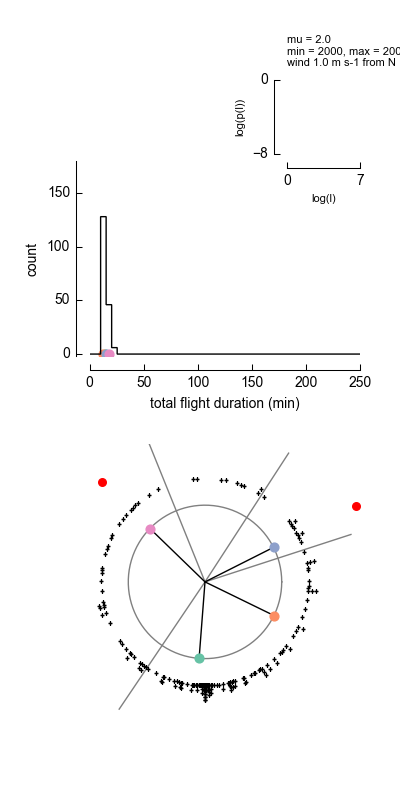 mu = 2.0
min = 2000, max = 200
wind 1.0 m s-1 from N
0
log(p(l))
−8
0
7
log(l)
150
100
50
0
count
0
50
100
150
200
250
total flight duration (min)